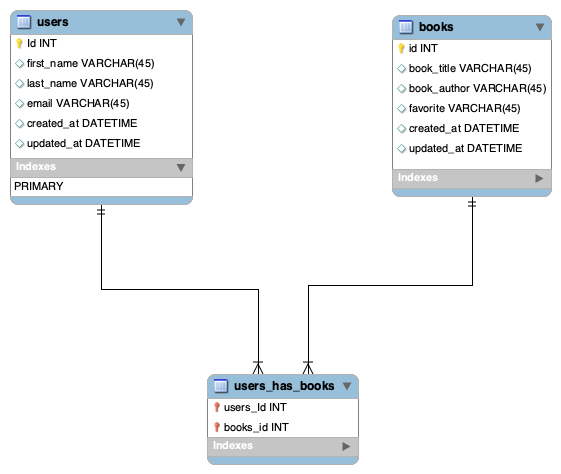 users
Id INT
first_name VARCHAR(45)
last_name VARCHAR(45)
email VARCHAR(45)
created_at DATETIME
updated_at DATETIME
Indexes
PRIMARY
books
id INT
book_title VARCHAR(45)
book_author VARCHAR(45)
favorite VARCHAR(45)
created_at DATETIME
updated_at DATETIME
Indexes
users_has_books
users_Id INT
books_id INT
Indexes